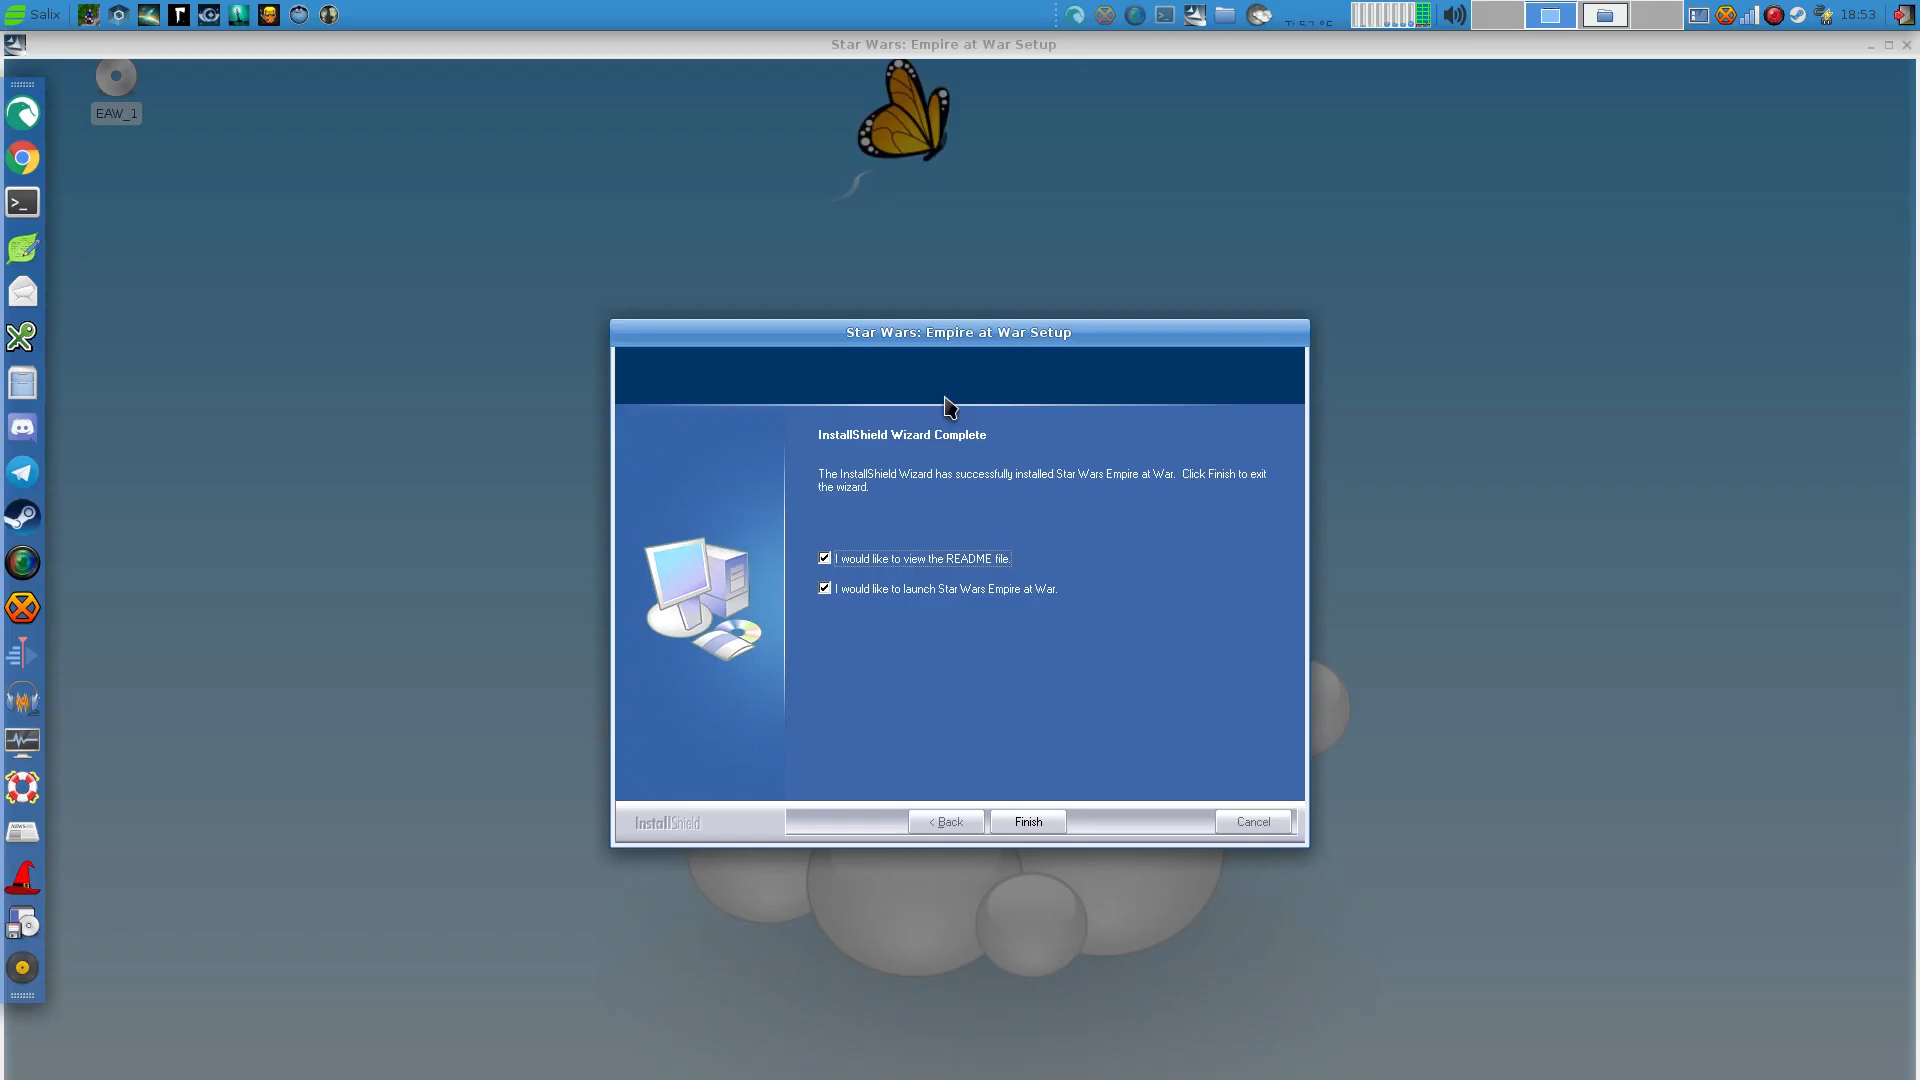 Salix
18:53
Star Wars: Empire at War Setup
EAW_1
Star Wars: Empire at War Setup
InstallShield Wizard Complete
The InstallShield Wizard has successfully installed Star Wars Empire at War. Click Finish to exit
the wizard.
I would like to view the README file.
I would like to launch Star Wars Empire at War.
InstallShield
< Back
Finish
Cancel